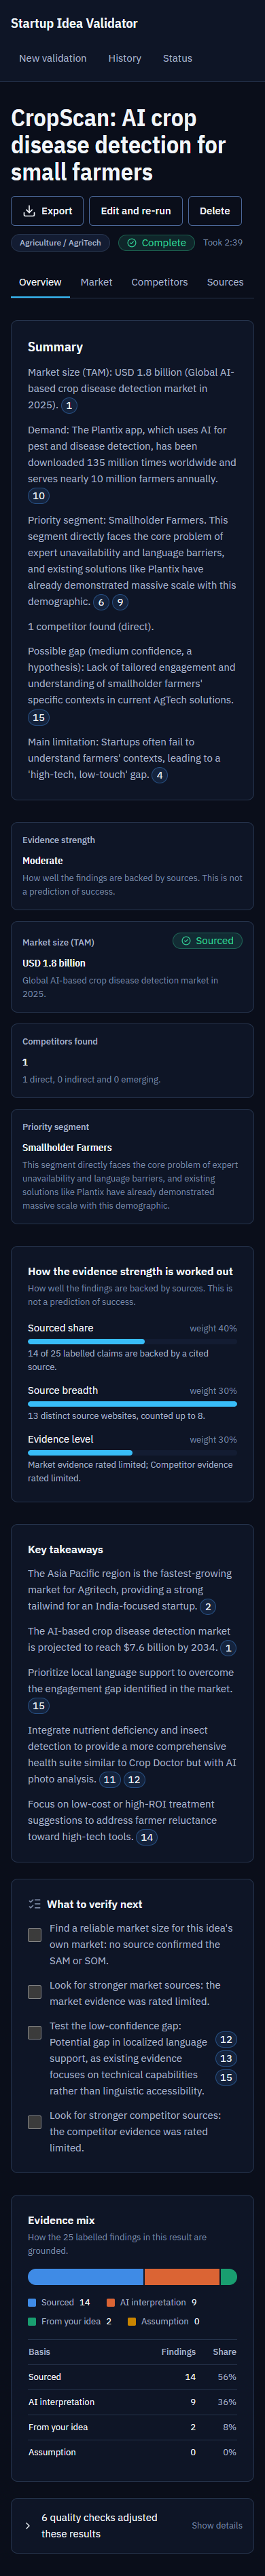 Startup Idea Validator
New validation
History
Status
CropScan: AI crop
disease detection for
small farmers
Export
Edit and re-run
Delete
Agriculture / AgriTech
Complete
Took 2:39
Overview
Market
Competitors
Sources
Summary
Market size (TAM): USD 1.8 billion (Global AI-
based crop disease detection market in
2025). 1
Demand: The Plantix app, which uses AI for
pest and disease detection, has been
downloaded 135 million times worldwide and
serves nearly 10 million farmers annually.
10
Priority segment: Smallholder Farmers. This
segment directly faces the core problem of
expert unavailability and language barriers,
and existing solutions like Plantix have
already demonstrated massive scale with this
demographic. 6 9
1 competitor found (direct).
Possible gap (medium confidence, a
hypothesis): Lack of tailored engagement and
understanding of smallholder farmers'
specific contexts in current AgTech solutions.
15
Main limitation: Startups often fail to
understand farmers' contexts, leading to a
'high-tech, low-touch' gap. 4
Evidence strength
Moderate
How well the findings are backed by sources. This is not
a prediction of success.
Market size (TAM)
Sourced
USD 1.8 billion
Global AI-based crop disease detection market in
2025.
Competitors found
1
1 direct, 0 indirect and 0 emerging.
Priority segment
Smallholder Farmers
This segment directly faces the core problem of expert
unavailability and language barriers, and existing
solutions like Plantix have already demonstrated
massive scale with this demographic.
How the evidence strength is worked out
How well the findings are backed by sources. This is
not a prediction of success.
Sourced share
weight 40%
14 of 25 labelled claims are backed by a cited
source.
Source breadth
weight 30%
13 distinct source websites, counted up to 8.
Evidence level
weight 30%
Market evidence rated limited; Competitor evidence
rated limited.
Key takeaways
The Asia Pacific region is the fastest-growing
market for Agritech, providing a strong
tailwind for an India-focused startup. 2
The AI-based crop disease detection market
is projected to reach $7.6 billion by 2034. 1
Prioritize local language support to overcome
the engagement gap identified in the market.
15
Integrate nutrient deficiency and insect
detection to provide a more comprehensive
health suite similar to Crop Doctor but with AI
photo analysis. 11 12
Focus on low-cost or high-ROI treatment
suggestions to address farmer reluctance
toward high-tech tools. 14
What to verify next
Find a reliable market size for this idea's
own market: no source confirmed the
SAM or SOM.
Look for stronger market sources: the
market evidence was rated limited.
Test the low-confidence gap:
Potential gap in localized language
support, as existing evidence
focuses on technical capabilities
rather than linguistic accessibility.
12
13
15
Look for stronger competitor sources:
the competitor evidence was rated
limited.
Evidence mix
How the 25 labelled findings in this result are
grounded.
Sourced 14
AI interpretation 9
From your idea 2
Assumption 0
Basis Findings Share
Sourced 14 56%
AI interpretation 9 36%
From your idea 2 8%
Assumption 0 0%
6 quality checks adjusted
these results
Show details